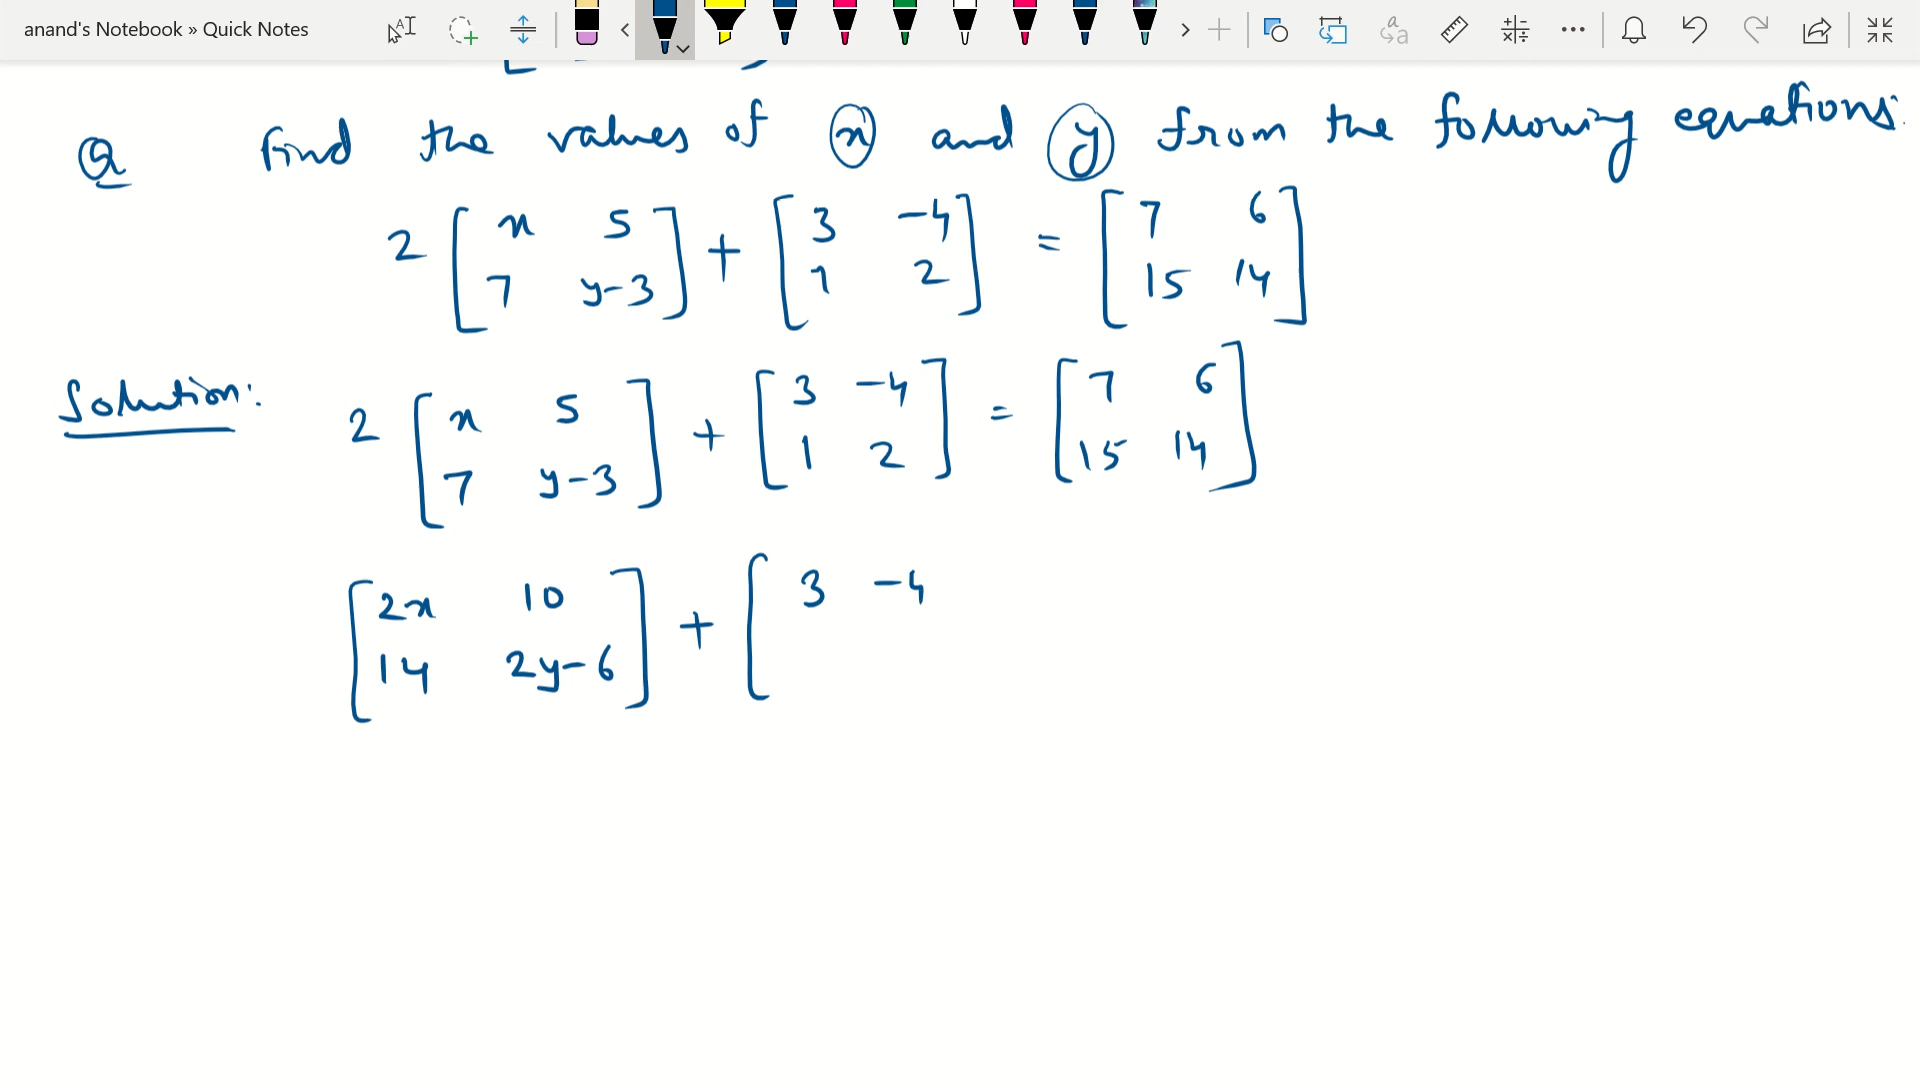 anand's Notebook » Quick Notes
Q Find the values of x and y from the following equations:
2 [ x 5 ] + [ 3 -4 ] = [ 7 6 ]
[ 7 y-3 ] [ 1 2 ] [ 15 14 ]
Solution: 2 [ x 5 ] + [ 3 -4 ] = [ 7 6 ]
[ 7 y-3 ] [ 1 2 ] [ 15 14 ]
[ 2x 10 ] + [ 3 -4
[ 14 2y-6 ] [